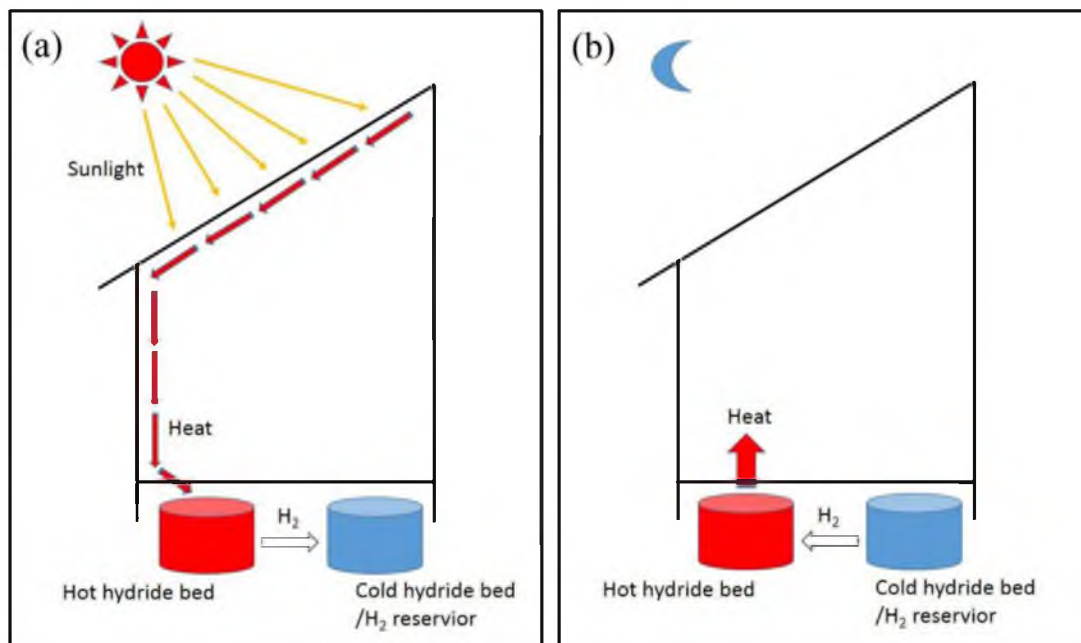 (a)
Sunlight
Heat
H₂
Hot hydride bed
Cold hydride bed
/H₂ reservior
(b)
Heat
H₂
Hot hydride bed
Cold hydride bed
/H₂ reservior